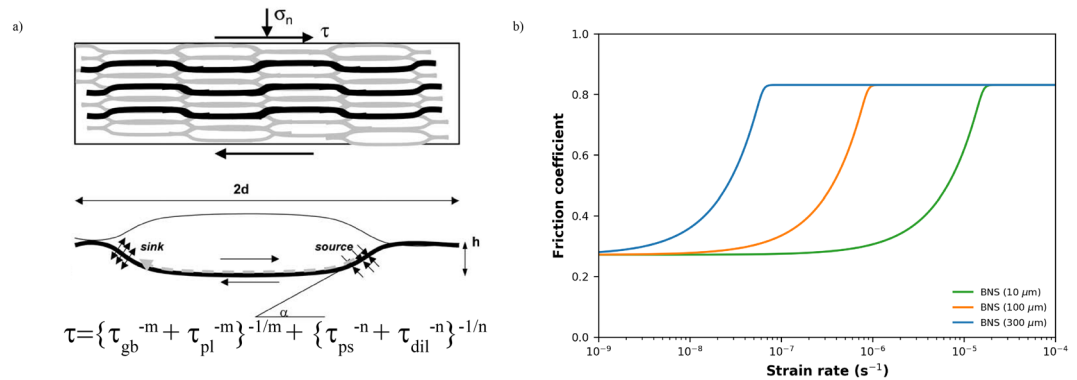 a)
σn
τ
2d
sink
source
h
α
τ={τgb^-m + τpl^-m}^-1/m + {τps^-n + τdil^-n}^-1/n
b)
Friction coefficient
1.0
0.8
0.6
0.4
0.2
0.0
BNS (10 μm)
BNS (100 μm)
BNS (300 μm)
10^-9
10^-8
10^-7
10^-6
10^-5
10^-4
Strain rate (s^-1)